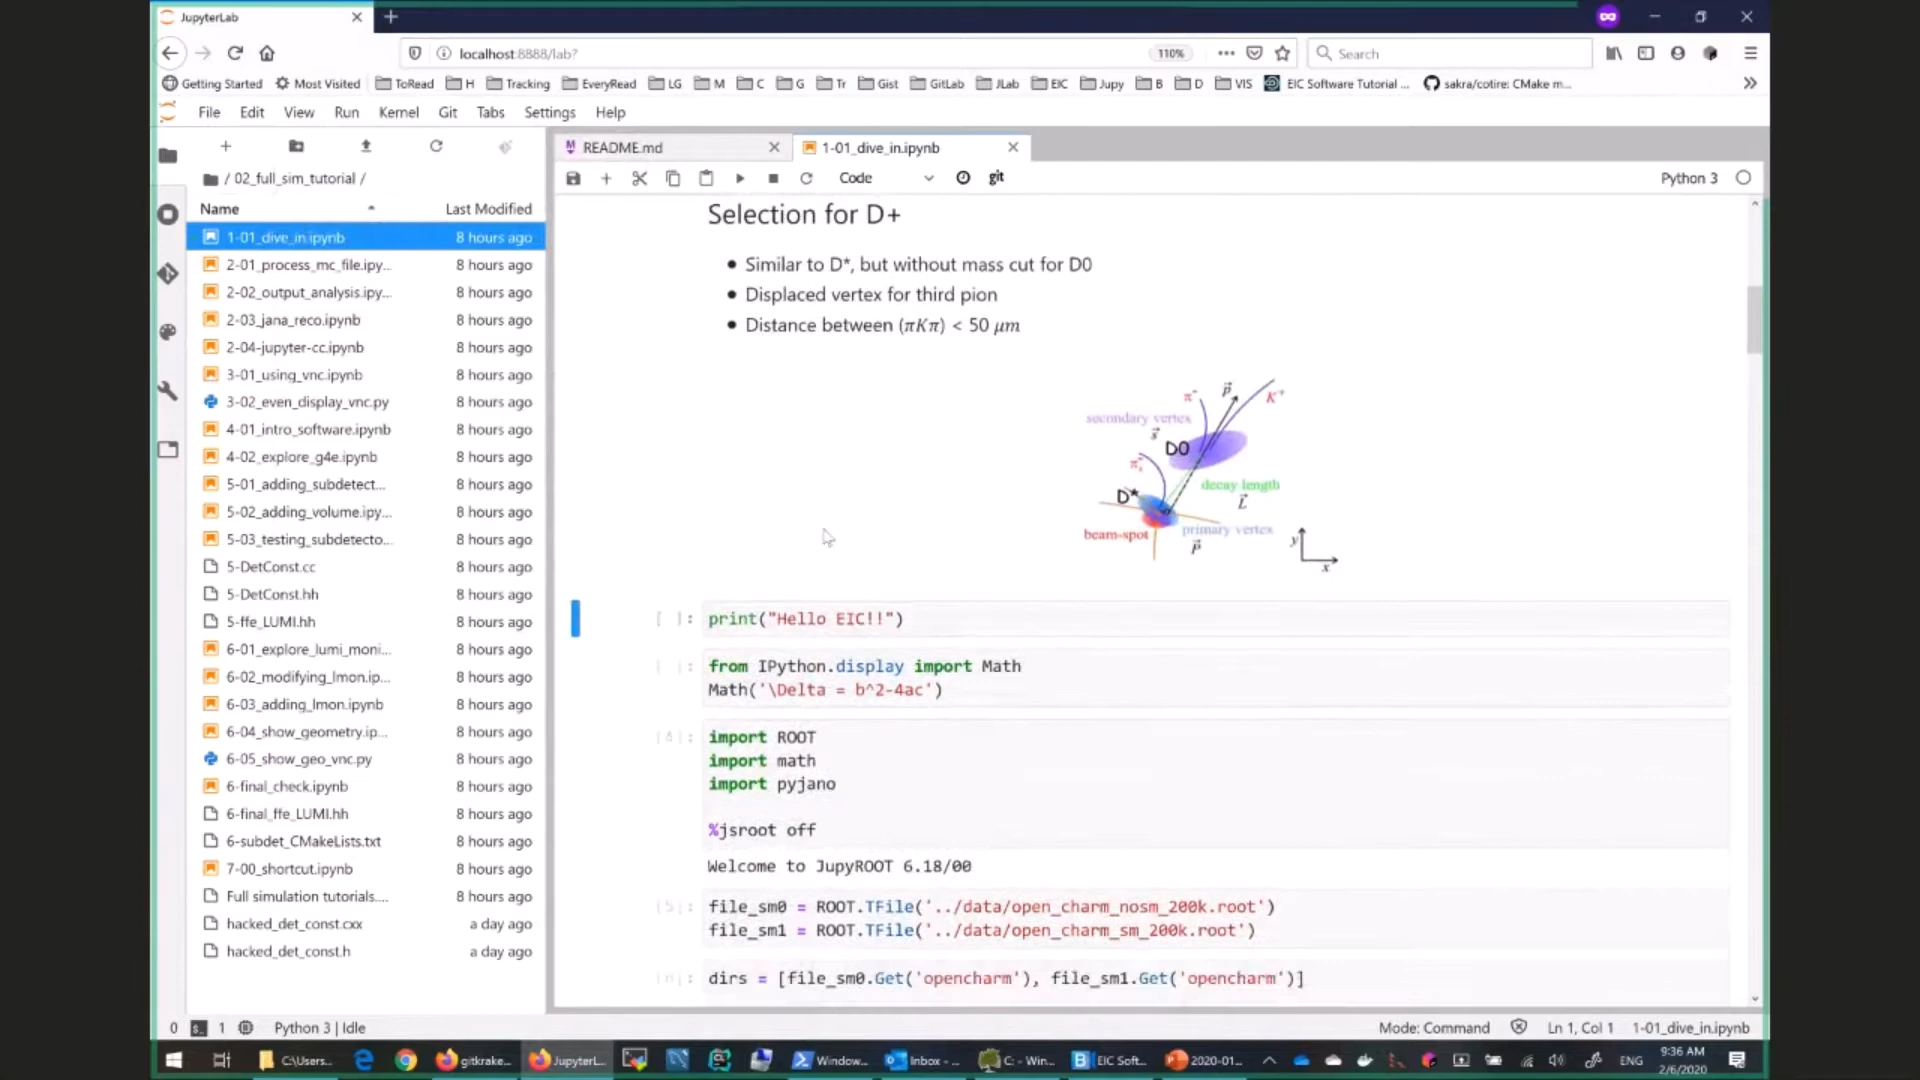 JupyterLab
localhost:8888/lab?
110%
Search
Getting Started
Most Visited
ToRead
H
Tracking
EveryRead
LG
M
C
G
Tr
Gist
GitLab
JLab
EIC
Jupy
B
D
VIS
EIC Software Tutorial ...
sakra/cotire: CMake m...
File
Edit
View
Run
Kernel
Git
Tabs
Settings
Help
README.md
1-01_dive_in.ipynb
/ 02_full_sim_tutorial /
Code
git
Python 3
Name
Last Modified
1-01_dive_in.ipynb 8 hours ago
2-01_process_mc_file.ipy... 8 hours ago
2-02_output_analysis.ipy... 8 hours ago
2-03_jana_reco.ipynb 8 hours ago
2-04-jupyter-cc.ipynb 8 hours ago
3-01_using_vnc.ipynb 8 hours ago
3-02_even_display_vnc.py 8 hours ago
4-01_intro_software.ipynb 8 hours ago
4-02_explore_g4e.ipynb 8 hours ago
5-01_adding_subdetect... 8 hours ago
5-02_adding_volume.ipy... 8 hours ago
5-03_testing_subdetecto... 8 hours ago
5-DetConst.cc 8 hours ago
5-DetConst.hh 8 hours ago
5-ffe_LUMI.hh 8 hours ago
6-01_explore_lumi_moni... 8 hours ago
6-02_modifying_lmon.ip... 8 hours ago
6-03_adding_lmon.ipynb 8 hours ago
6-04_show_geometry.ip... 8 hours ago
6-05_show_geo_vnc.py 8 hours ago
6-final_check.ipynb 8 hours ago
6-final_ffe_LUMI.hh 8 hours ago
6-subdet_CMakeLists.txt 8 hours ago
7-00_shortcut.ipynb 8 hours ago
Full simulation tutorials.... 8 hours ago
hacked_det_const.cxx a day ago
hacked_det_const.h a day ago
Selection for D+
• Similar to D*, but without mass cut for D0
• Displaced vertex for third pion
• Distance between (πKπ) < 50 μm
π⁻
p⃗
K⁺
secondary vertex
s⃗
D0
decay length
L⃗
D*
beam-spot
primary vertex
p⃗
y
x
[ ]: print("Hello EIC!!")
[ ]: from IPython.display import Math
Math('\Delta = b^2-4ac')
import ROOT
import math
import pyjano
%jsroot off
Welcome to JupyROOT 6.18/00
[5]: file_sm0 = ROOT.TFile('../data/open_charm_nosm_200k.root')
file_sm1 = ROOT.TFile('../data/open_charm_sm_200k.root')
dirs = [file_sm0.Get('opencharm'), file_sm1.Get('opencharm')]
0
1
Python 3 | Idle
Mode: Command
Ln 1, Col 1
1-01_dive_in.ipynb
C:\Users...
gitkrake...
JupyterL...
Window...
Inbox - ...
C: - Win...
EIC Soft...
2020-01...
ENG
9:36 AM
2/6/2020